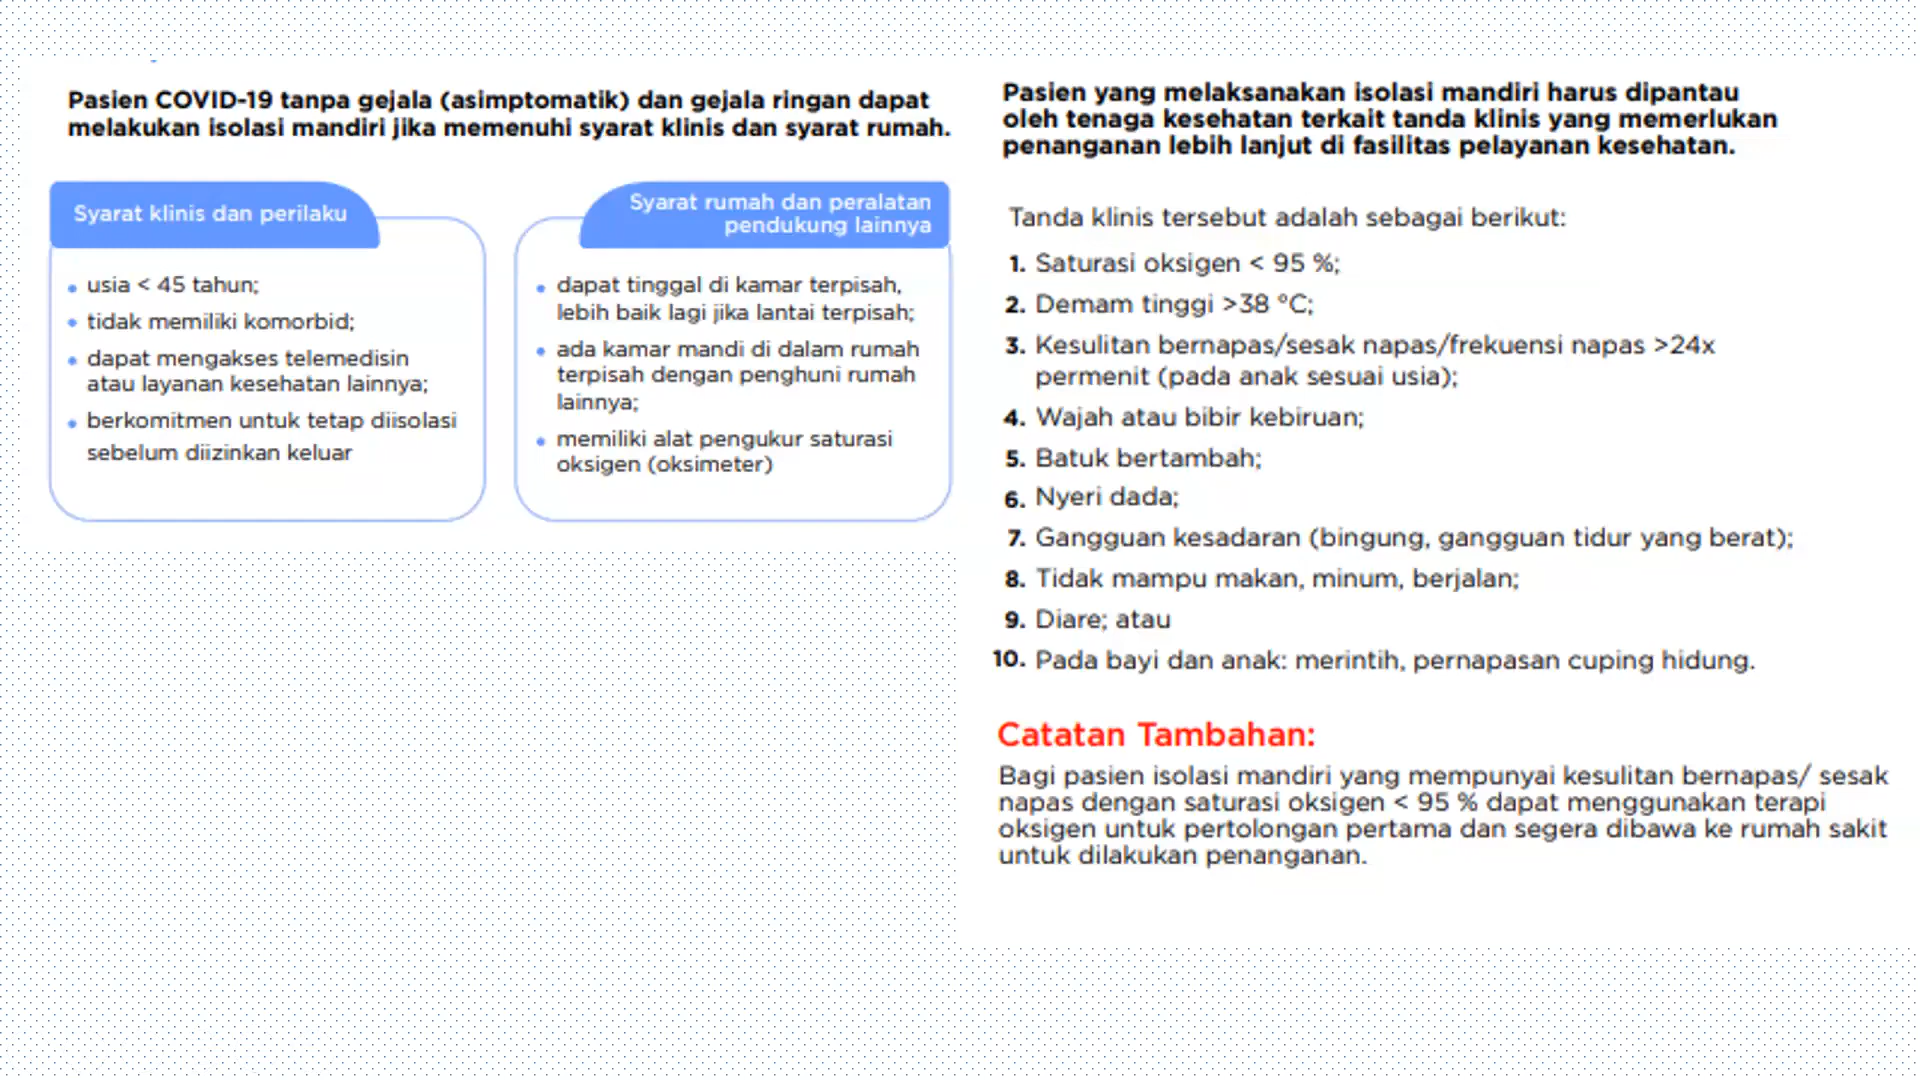 Pasien COVID-19 tanpa gejala (asimptomatik) dan gejala ringan dapat
melakukan isolasi mandiri jika memenuhi syarat klinis dan syarat rumah.
Syarat klinis dan perilaku
• usia < 45 tahun;
• tidak memiliki komorbid;
• dapat mengakses telemedisin
atau layanan kesehatan lainnya;
• berkomitmen untuk tetap diisolasi
sebelum diizinkan keluar
Syarat rumah dan peralatan
pendukung lainnya
• dapat tinggal di kamar terpisah,
lebih baik lagi jika lantai terpisah;
• ada kamar mandi di dalam rumah
terpisah dengan penghuni rumah
lainnya;
• memiliki alat pengukur saturasi
oksigen (oksimeter)
Pasien yang melaksanakan isolasi mandiri harus dipantau
oleh tenaga kesehatan terkait tanda klinis yang memerlukan
penanganan lebih lanjut di fasilitas pelayanan kesehatan.
Tanda klinis tersebut adalah sebagai berikut:
1. Saturasi oksigen < 95 %;
2. Demam tinggi >38 °C;
3. Kesulitan bernapas/sesak napas/frekuensi napas >24x
permenit (pada anak sesuai usia);
4. Wajah atau bibir kebiruan;
5. Batuk bertambah;
6. Nyeri dada;
7. Gangguan kesadaran (bingung, gangguan tidur yang berat);
8. Tidak mampu makan, minum, berjalan;
9. Diare; atau
10. Pada bayi dan anak: merintih, pernapasan cuping hidung.
Catatan Tambahan:
Bagi pasien isolasi mandiri yang mempunyai kesulitan bernapas/ sesak
napas dengan saturasi oksigen < 95 % dapat menggunakan terapi
oksigen untuk pertolongan pertama dan segera dibawa ke rumah sakit
untuk dilakukan penanganan.